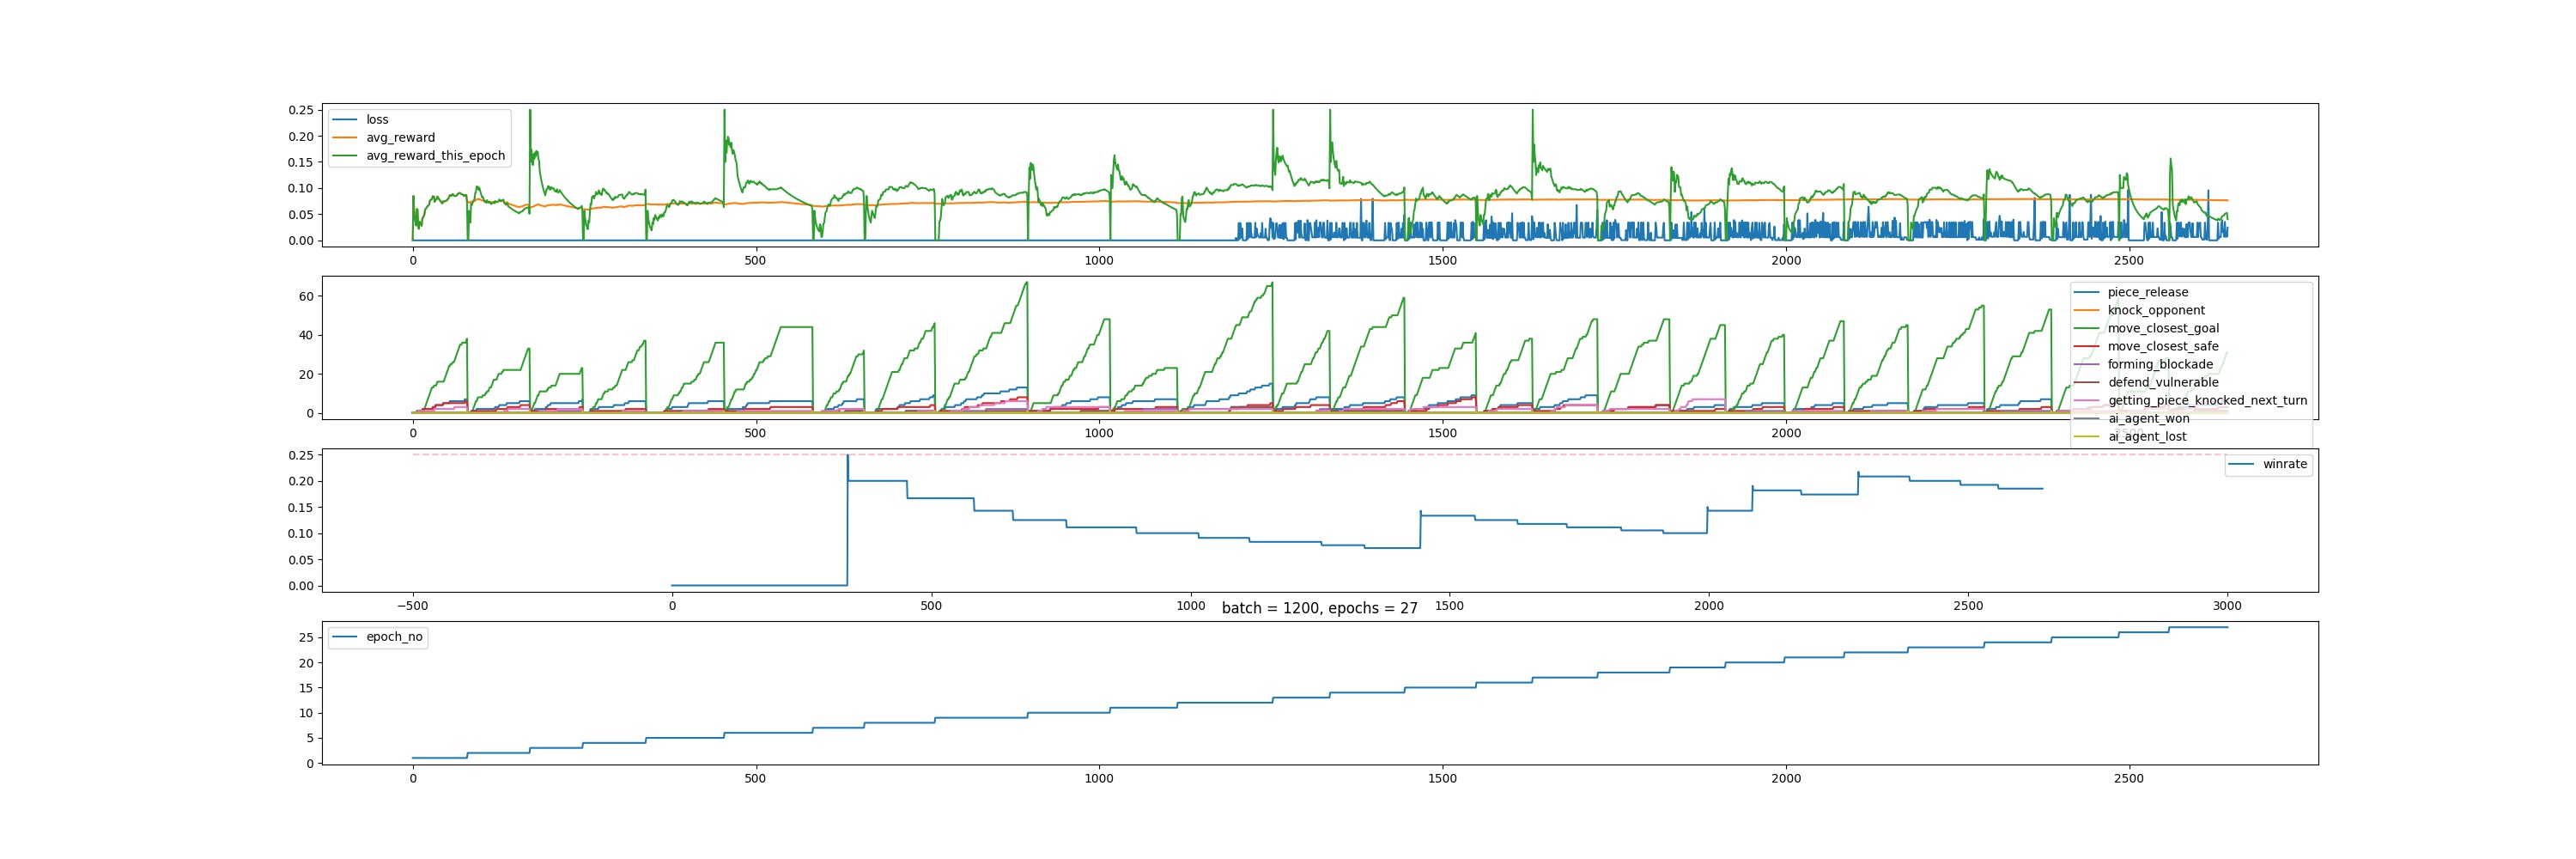 0.25
0.20
0.15
0.10
0.05
0.00
loss
avg_reward
avg_reward_this_epoch
0 500 1000 1500 2000 2500
60
40
20
0
piece_release
knock_opponent
move_closest_goal
move_closest_safe
forming_blockade
defend_vulnerable
getting_piece_knocked_next_turn
ai_agent_won
ai_agent_lost
0 500 1000 1500 2000 2500
0.25
0.20
0.15
0.10
0.05
0.00
winrate
−500 0 500 1000 1500 2000 2500 3000
batch = 1200, epochs = 27
25
20
15
10
5
0
epoch_no
0 500 1000 1500 2000 2500